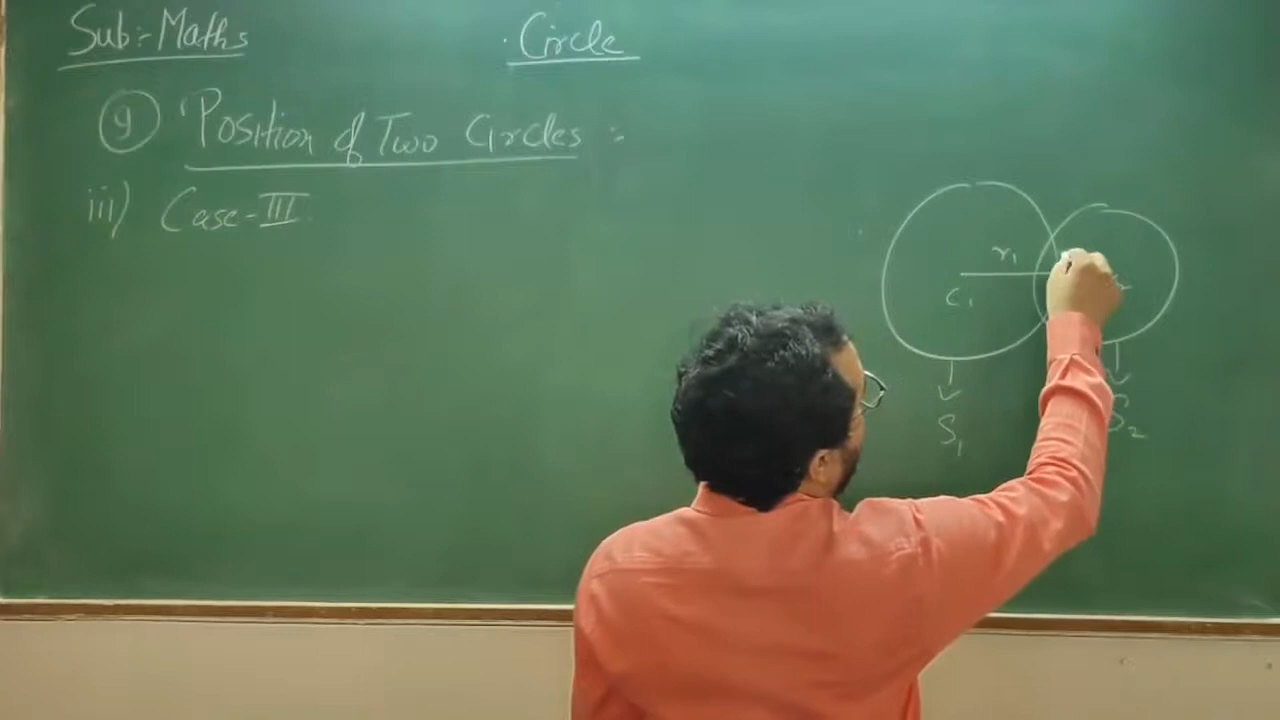 Sub:- Maths
Circle
9 Position of Two Circles :-
iii) Case-III
r1
C1
S1
S2